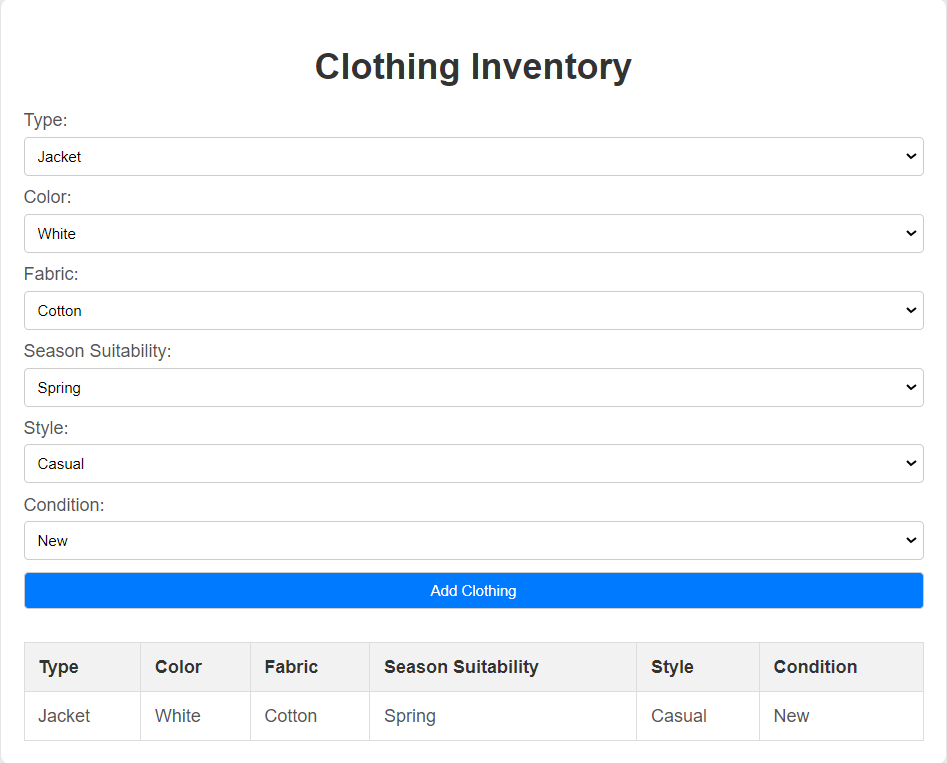 Clothing Inventory
Type:
Jacket
Color:
White
Fabric:
Cotton
Season Suitability:
Spring
Style:
Casual
Condition:
New
Add Clothing
Type Color Fabric Season Suitability Style Condition
Jacket White Cotton Spring Casual New